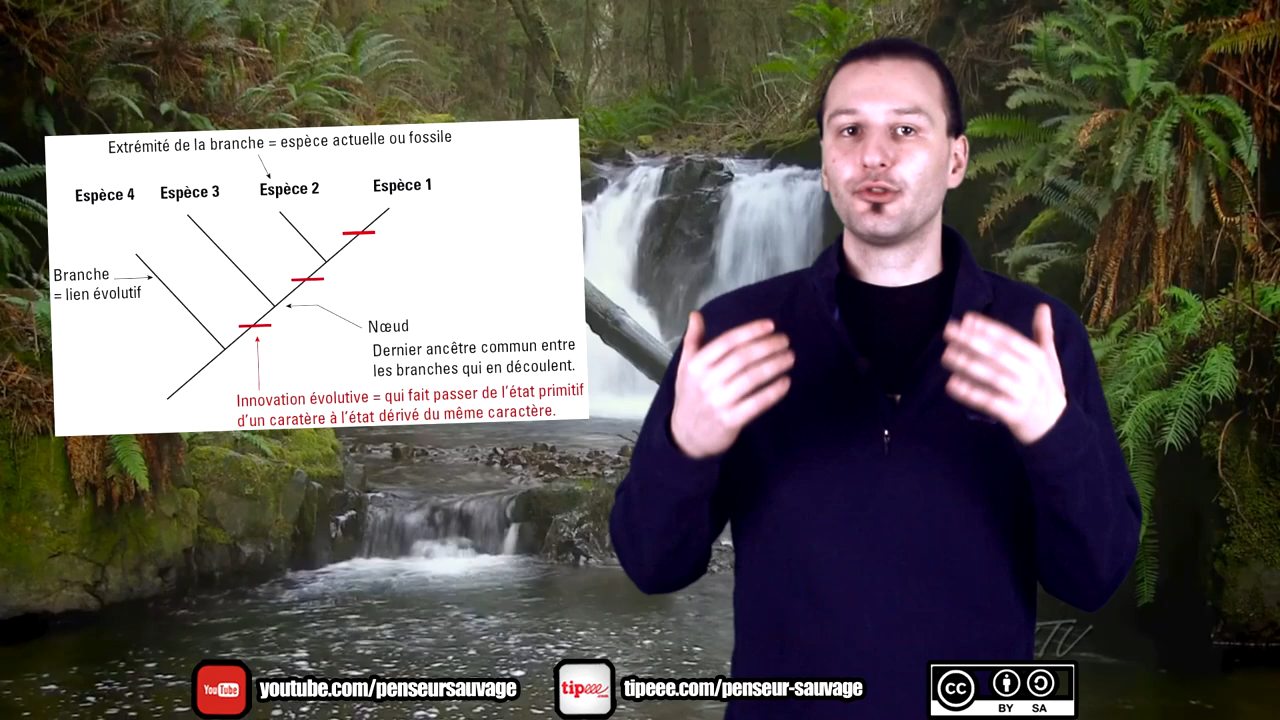 Extrémité de la branche = espèce actuelle ou fossile
Espèce 4 Espèce 3 Espèce 2 Espèce 1
Branche
= lien évolutif
Nœud
Dernier ancêtre commun entre
les branches qui en découlent.
Innovation évolutive = qui fait passer de l'état primitif
d'un caratère à l'état dérivé du même caractère.
TV
YouTube
youtube.com/penseursauvage
tipeee
tipeee.com/penseur-sauvage
cc
BY SA